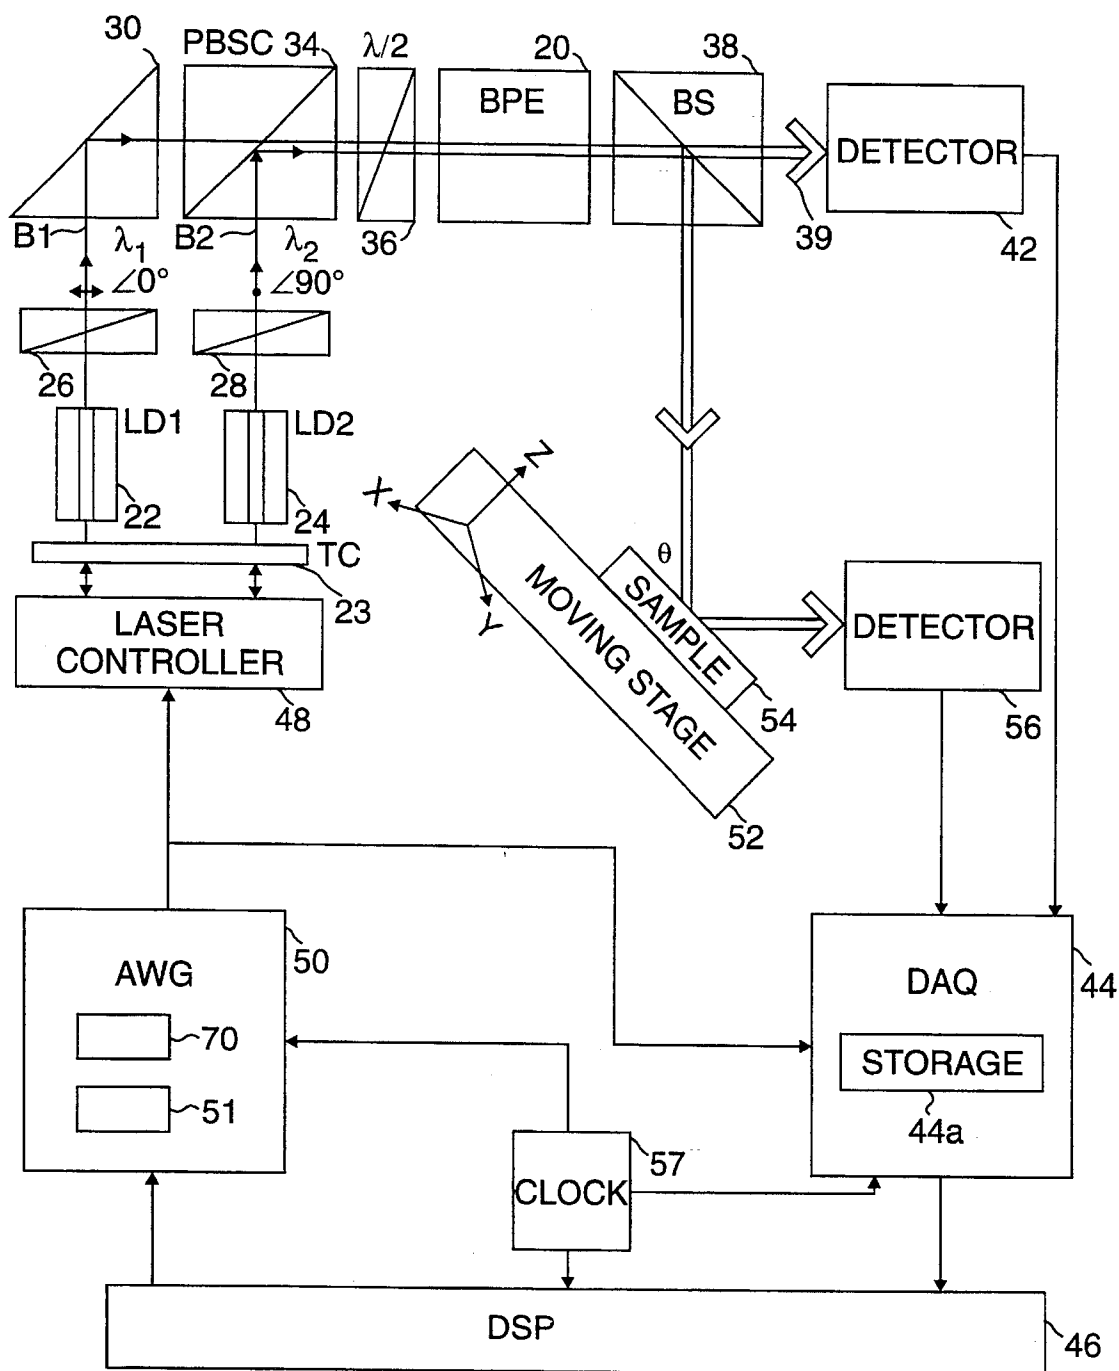 30
PBSC
34
λ/2
20
38
BPE
BS
DETECTOR
B1
λ1
B2
λ2
36
39
42
∠0°
∠90°
26
28
LD1
LD2
22
24
TC
23
LASER
CONTROLLER
48
X
Z
Y
θ
SAMPLE
MOVING STAGE
54
52
DETECTOR
56
50
AWG
70
51
44
DAQ
STORAGE
44a
57
CLOCK
DSP
46